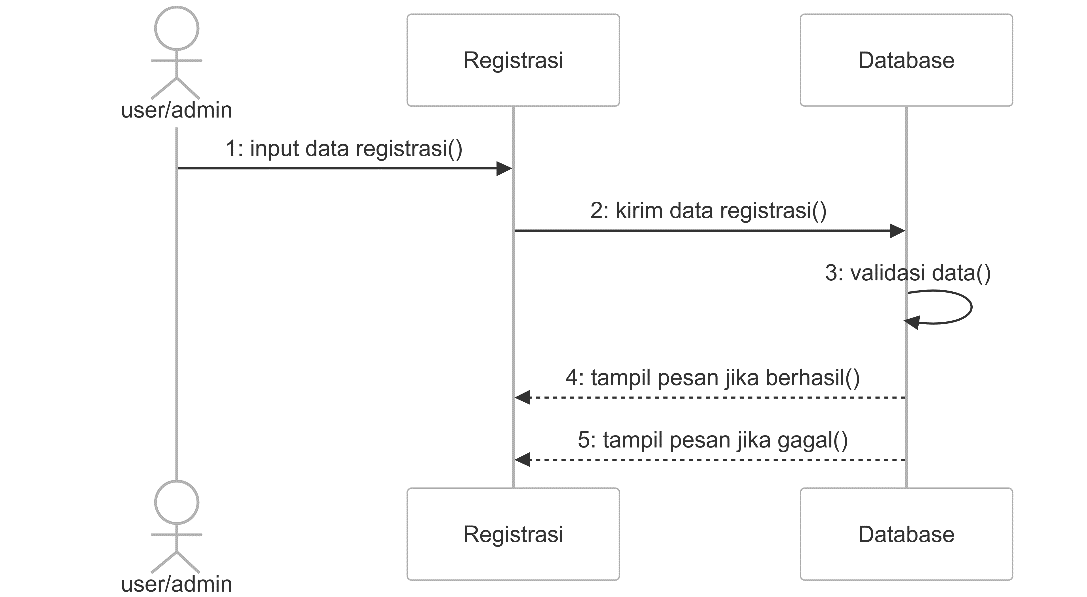 user/admin
Registrasi
Database
1: input data registrasi()
2: kirim data registrasi()
3: validasi data()
4: tampil pesan jika berhasil()
5: tampil pesan jika gagal()
user/admin
Registrasi
Database